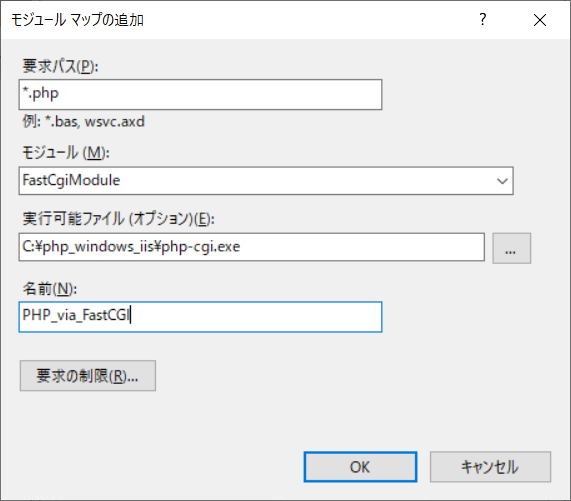 モジュール マップの追加
?
要求パス(P):
*.php
例: *.bas, wsvc.axd
モジュール (M):
FastCgiModule
実行可能ファイル (オプション)(E):
C:¥php_windows_iis¥php-cgi.exe
...
名前(N):
PHP_via_FastCGI
要求の制限(R)...
OK
キャンセル